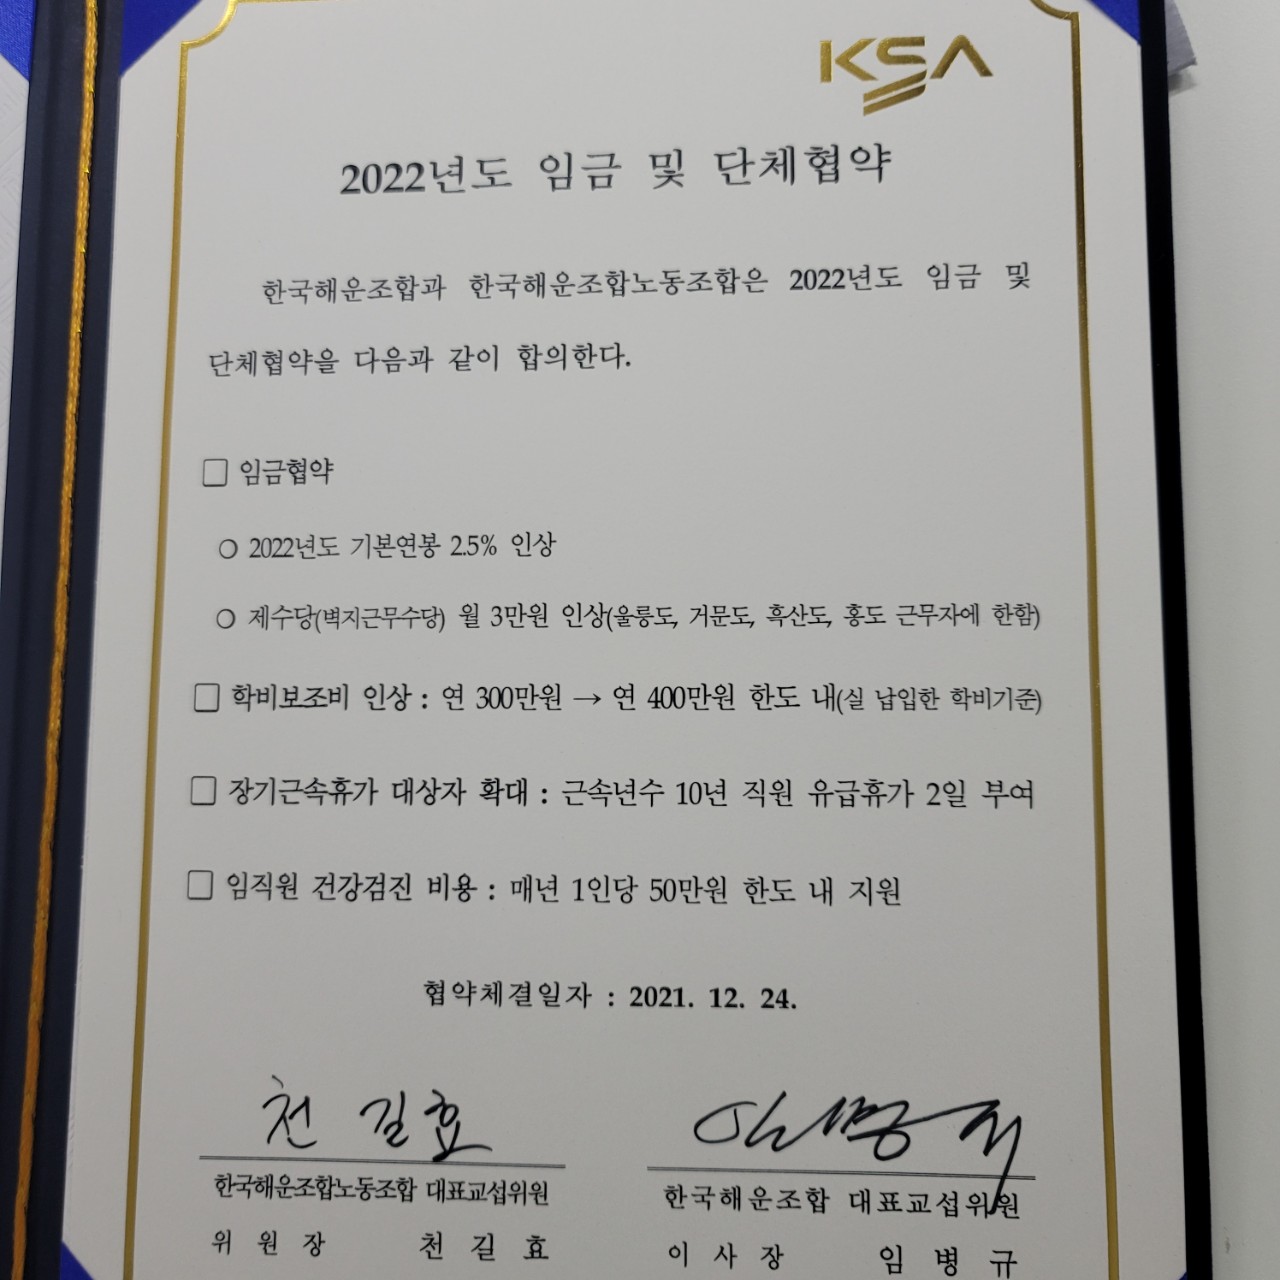 KSA
2022년도 임금 및 단체협약
한국해운조합과 한국해운조합노동조합은 2022년도 임금 및
단체협약을 다음과 같이 합의한다.
□ 임금협약
○ 2022년도 기본연봉 2.5% 인상
○ 제수당(벽지근무수당) 월 3만원 인상(울릉도, 거문도, 흑산도, 홍도 근무자에 한함)
□ 학비보조비 인상 : 연 300만원 → 연 400만원 한도 내(실 납입한 학비기준)
□ 장기근속휴가 대상자 확대 : 근속년수 10년 직원 유급휴가 2일 부여
□ 임직원 건강검진 비용 : 매년 1인당 50만원 한도 내 지원
협약체결일자 : 2021. 12. 24.
천 길 효
한국해운조합노동조합 대표교섭위원
위 원 장 천 길 효
한국해운조합 대표교섭위원
이 사 장 임 병 규